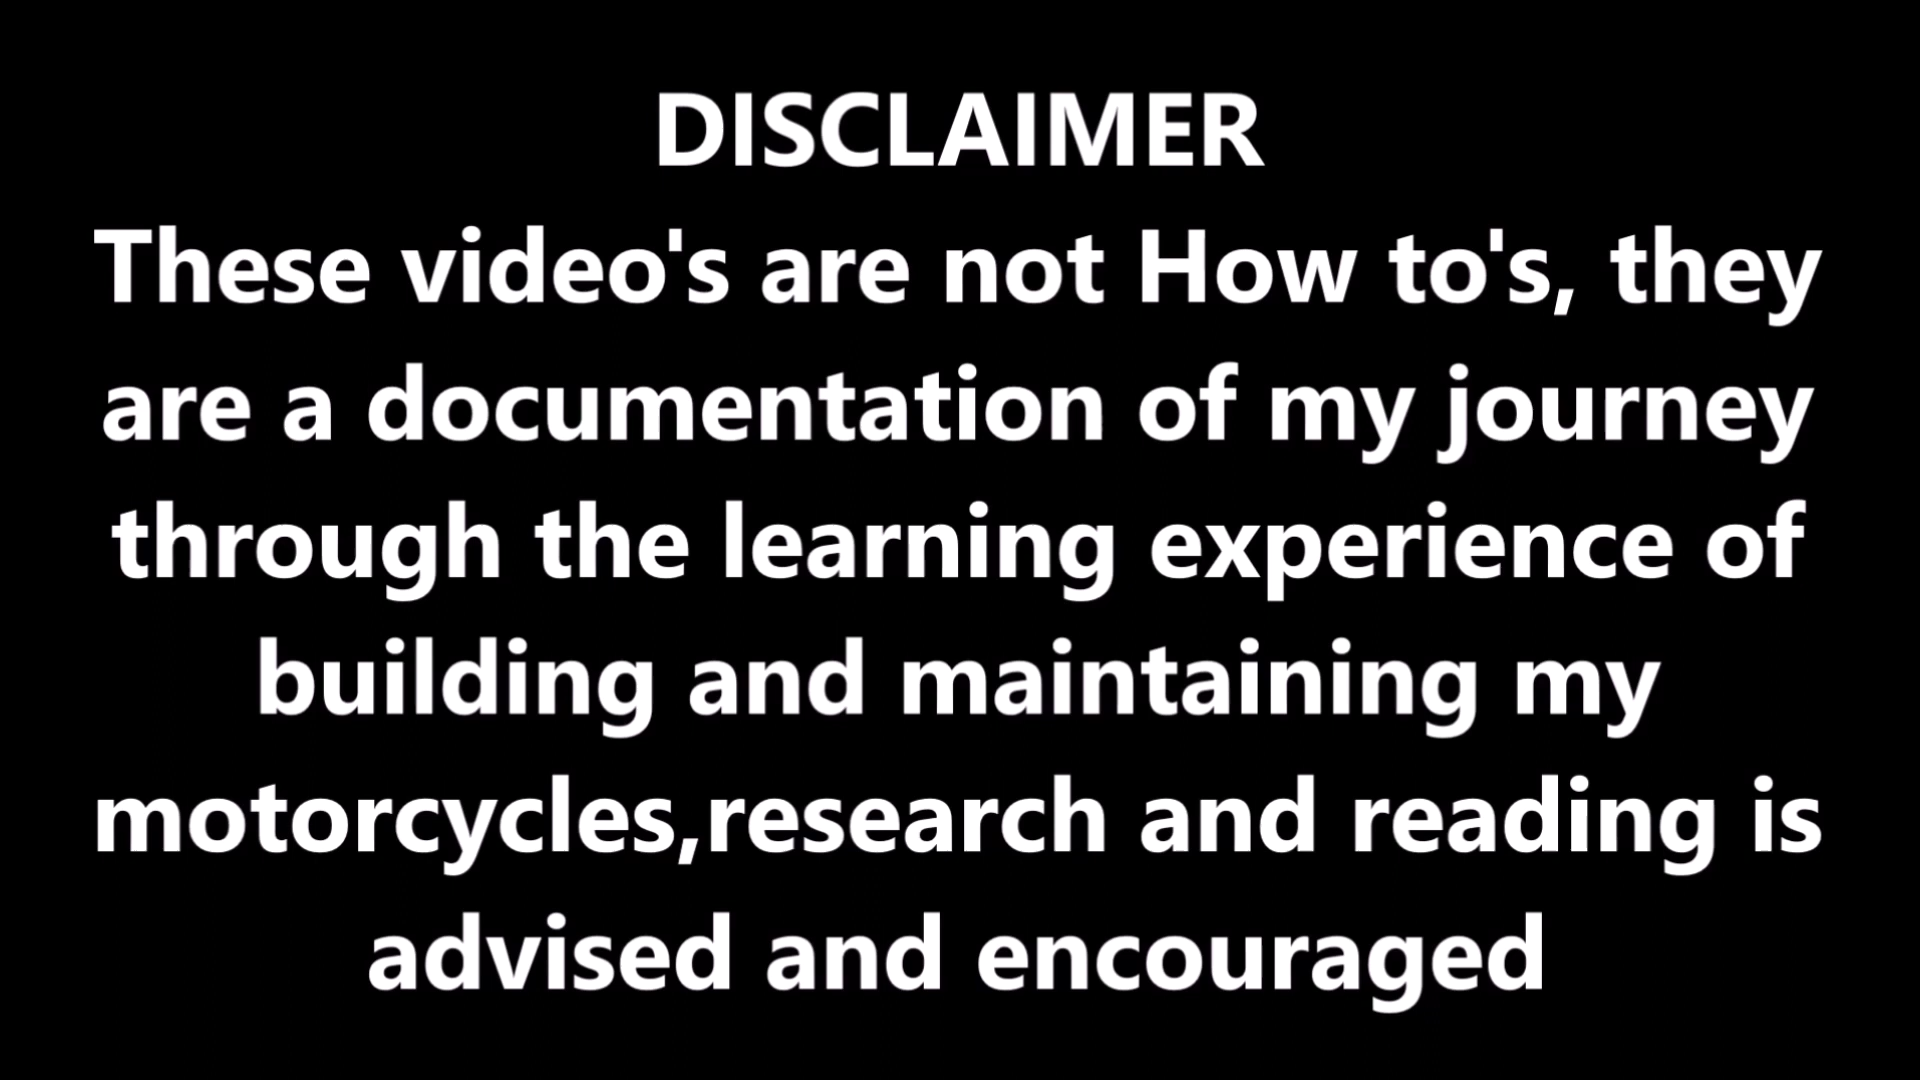 DISCLAIMER
These video's are not How to's, they
are a documentation of my journey
through the learning experience of
building and maintaining my
motorcycles,research and reading is
advised and encouraged